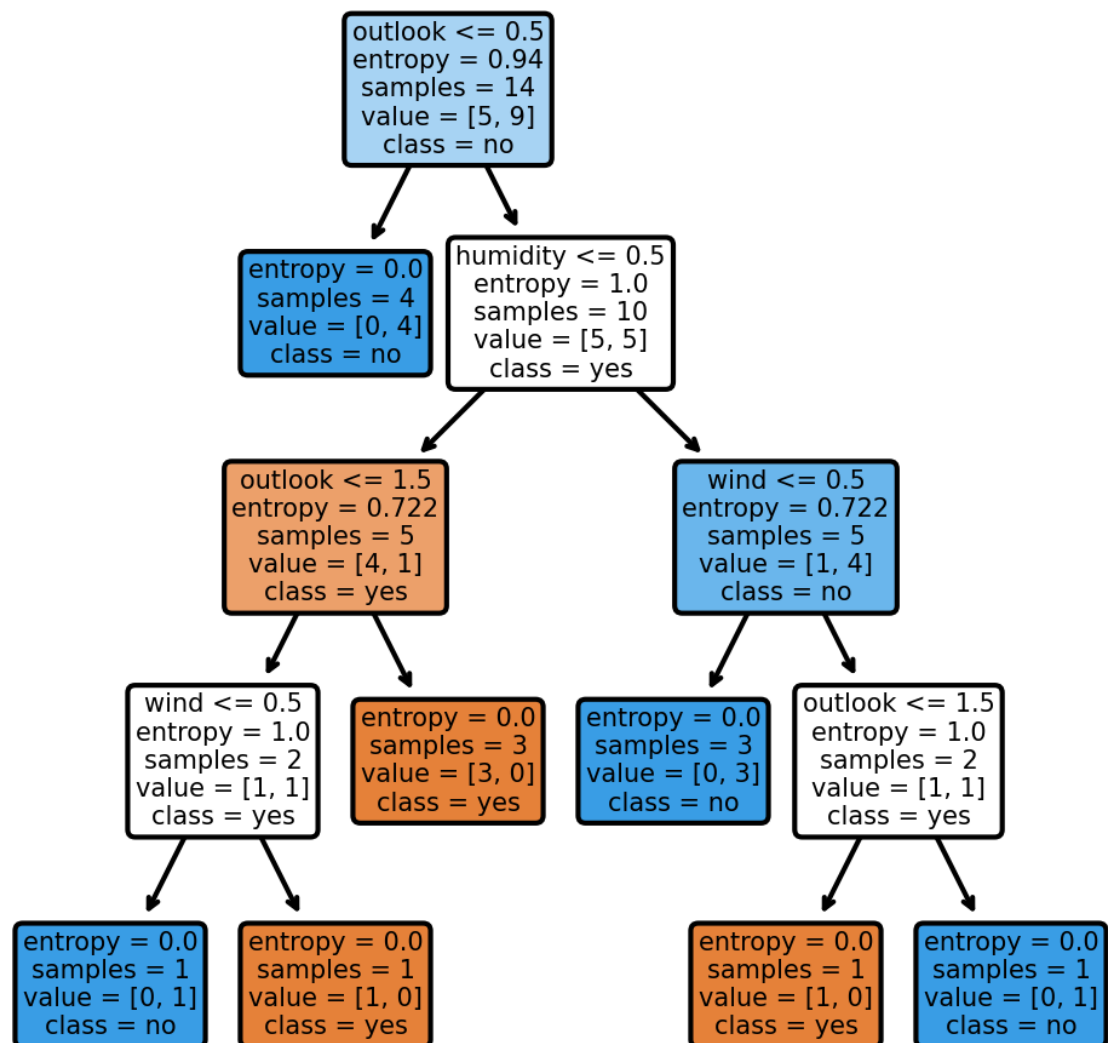 outlook <= 0.5
entropy = 0.94
samples = 14
value = [5, 9]
class = no
entropy = 0.0
samples = 4
value = [0, 4]
class = no
humidity <= 0.5
entropy = 1.0
samples = 10
value = [5, 5]
class = yes
outlook <= 1.5
entropy = 0.722
samples = 5
value = [4, 1]
class = yes
wind <= 0.5
entropy = 0.722
samples = 5
value = [1, 4]
class = no
wind <= 0.5
entropy = 1.0
samples = 2
value = [1, 1]
class = yes
entropy = 0.0
samples = 3
value = [3, 0]
class = yes
entropy = 0.0
samples = 3
value = [0, 3]
class = no
outlook <= 1.5
entropy = 1.0
samples = 2
value = [1, 1]
class = yes
entropy = 0.0
samples = 1
value = [0, 1]
class = no
entropy = 0.0
samples = 1
value = [1, 0]
class = yes
entropy = 0.0
samples = 1
value = [1, 0]
class = yes
entropy = 0.0
samples = 1
value = [0, 1]
class = no